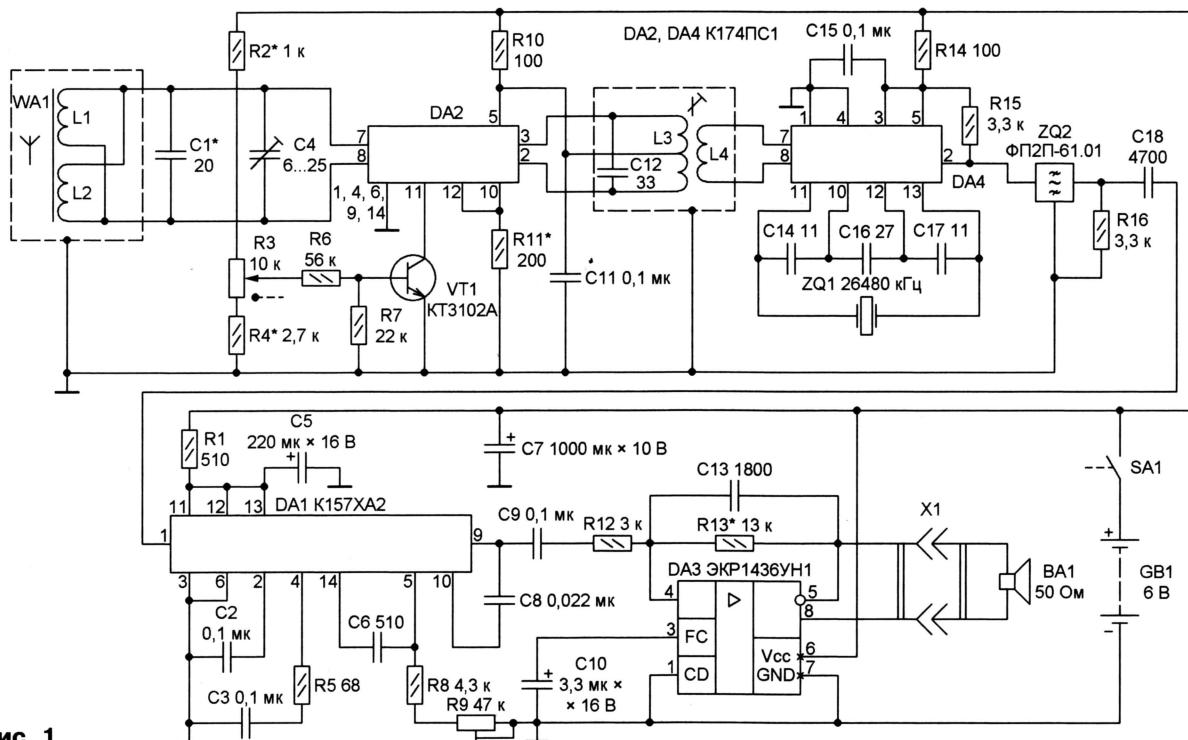 R2* 1 к
R10
100
DA2, DA4 К174ПС1
C15 0,1 мк
R14 100
WA1
L1
L2
C1*
20
C4
6...25
DA2
5
7
8
3
2
1, 4, 6,
9, 14
11
12
10
L3
L4
C12
33
1
4
3
5
7
8
2
DA4
11
10
12
13
R15
3,3 к
ZQ2
ФП2П-61.01
C18
4700
R16
3,3 к
R3
10 к
R6
56 к
R7
22 к
R4* 2,7 к
VT1
КТ3102А
R11*
200
C11 0,1 мк
C14 11
C16 27
C17 11
ZQ1 26480 кГц
R1
510
C5
220 мк × 16 В
+
+
C7 1000 мк × 10 В
11
12
13
DA1 К157ХА2
1
9
3
6
2
4
14
5
10
C9 0,1 мк
R12 3 к
C13 1800
R13* 13 к
DA3 ЭКР1436УН1
4
5
8
3
FC
1
CD
Vcc
6
GND
7
X1
BA1
50 Ом
SA1
+
GB1
6 В
−
C2
0,1 мк
C3 0,1 мк
R5 68
C6 510
C8 0,022 мк
R8 4,3 к
R9 47 к
+
C10
3,3 мк ×
× 16 В
ис. 1